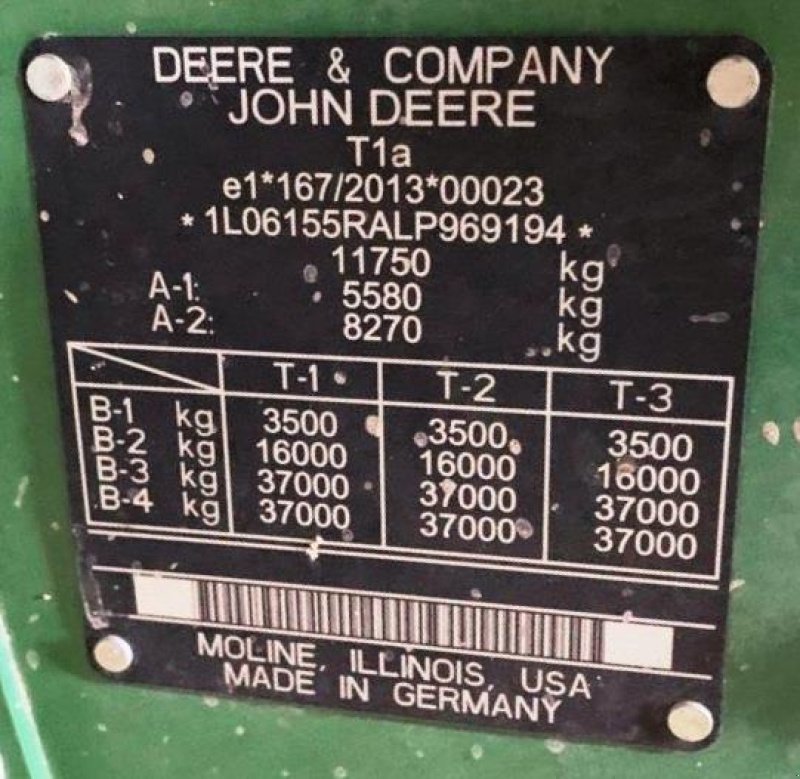 DEERE & COMPANY
JOHN DEERE
T1a
e1*167/2013*00023
*1L06155RALP969194*
11750 kg
A-1: 5580 kg
A-2: 8270 kg
T-1 T-2 T-3
B-1 kg 3500 3500 3500
B-2 kg 16000 16000 16000
B-3 kg 37000 37000 37000
B-4 kg 37000 37000 37000
MOLINE, ILLINOIS, USA
MADE IN GERMANY